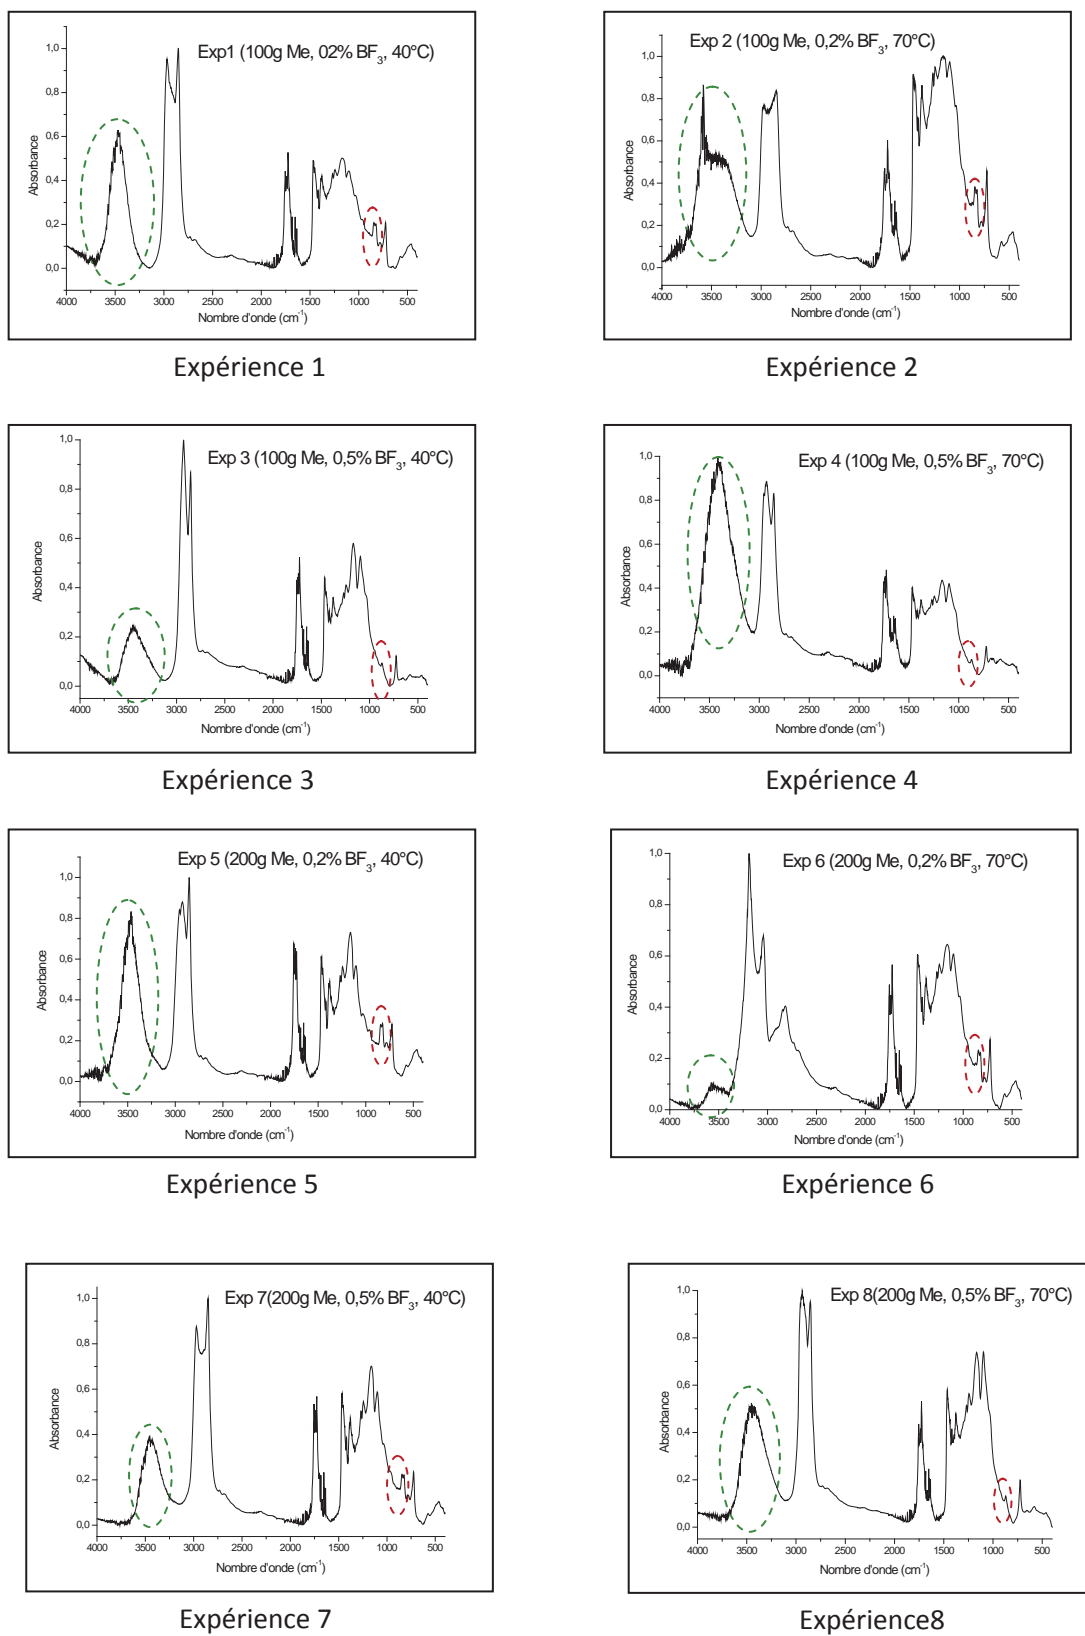 Exp1 (100g Me, 02% BF3, 40°C)
1,0
0,8
0,6
0,4
0,2
0,0
Absorbance
4000 3500 3000 2500 2000 1500 1000 500
Nombre d'onde (cm-1)
Expérience 1
Exp 2 (100g Me, 0,2% BF3, 70°C)
1,0
0,8
0,6
0,4
0,2
0,0
Absorbance
4000 3500 3000 2500 2000 1500 1000 500
Nombre d'onde (cm-1)
Expérience 2
Exp 3 (100g Me, 0,5% BF3, 40°C)
1,0
0,8
0,6
0,4
0,2
0,0
Absorbance
4000 3500 3000 2500 2000 1500 1000 500
Nombre d'onde (cm-1)
Expérience 3
Exp 4 (100g Me, 0,5% BF3, 70°C)
1,0
0,8
0,6
0,4
0,2
0,0
Absorbance
4000 3500 3000 2500 2000 1500 1000 500
Nombre d'onde (cm-1)
Expérience 4
Exp 5 (200g Me, 0,2% BF3, 40°C)
1,0
0,8
0,6
0,4
0,2
0,0
Absorbance
4000 3500 3000 2500 2000 1500 1000 500
Nombre d'onde (cm-1)
Expérience 5
Exp 6 (200g Me, 0,2% BF3, 70°C)
1,0
0,8
0,6
0,4
0,2
0,0
Absorbance
4000 3500 3000 2500 2000 1500 1000 500
Nombre d'onde (cm-1)
Expérience 6
Exp 7(200g Me, 0,5% BF3, 40°C)
1,0
0,8
0,6
0,4
0,2
0,0
Absorbance
4000 3500 3000 2500 2000 1500 1000 500
Nombre d'onde (cm-1)
Expérience 7
Exp 8(200g Me, 0,5% BF3, 70°C)
1,0
0,8
0,6
0,4
0,2
0,0
Absorbance
4000 3500 3000 2500 2000 1500 1000 500
Nombre d'onde (cm-1)
Expérience8